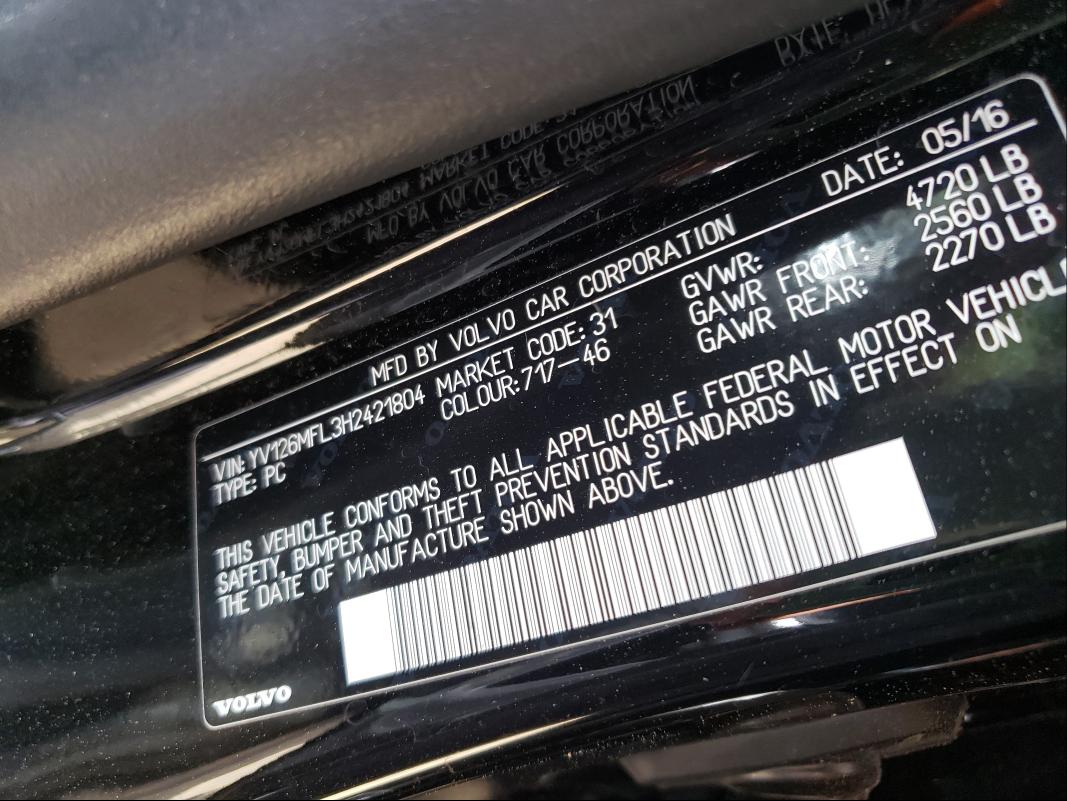 MFD BY VOLVO CAR CORPORATION DATE: 05/16
VIN: YV126MFL3H2421804 MARKET CODE: 31 GVWR: 4720 LB
TYPE: PC COLOUR: 717-46 GAWR FRONT: 2560 LB
GAWR REAR: 2270 LB
THIS VEHICLE CONFORMS TO ALL APPLICABLE FEDERAL MOTOR VEHICL
SAFETY, BUMPER AND THEFT PREVENTION STANDARDS IN EFFECT ON
THE DATE OF MANUFACTURE SHOWN ABOVE.
VOLVO